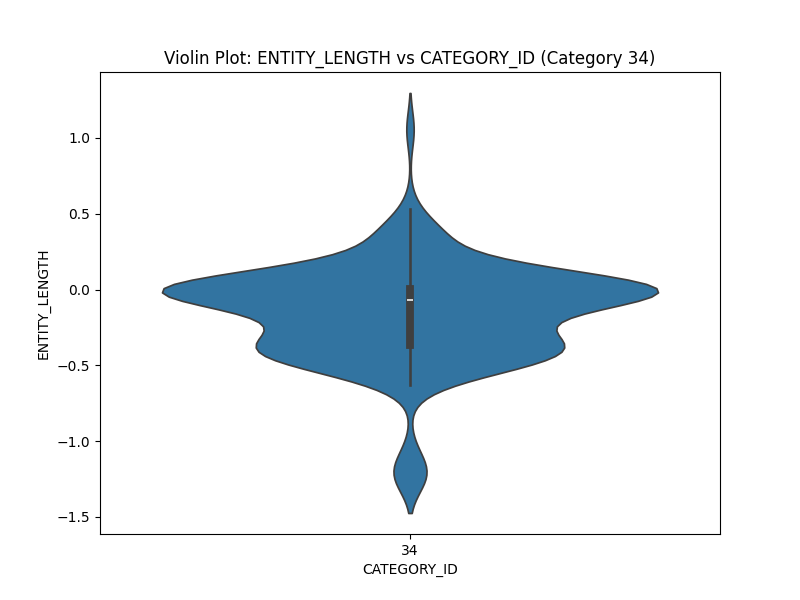 Violin Plot: ENTITY_LENGTH vs CATEGORY_ID (Category 34)
1.0
0.5
0.0
−0.5
−1.0
−1.5
ENTITY_LENGTH
34
CATEGORY_ID